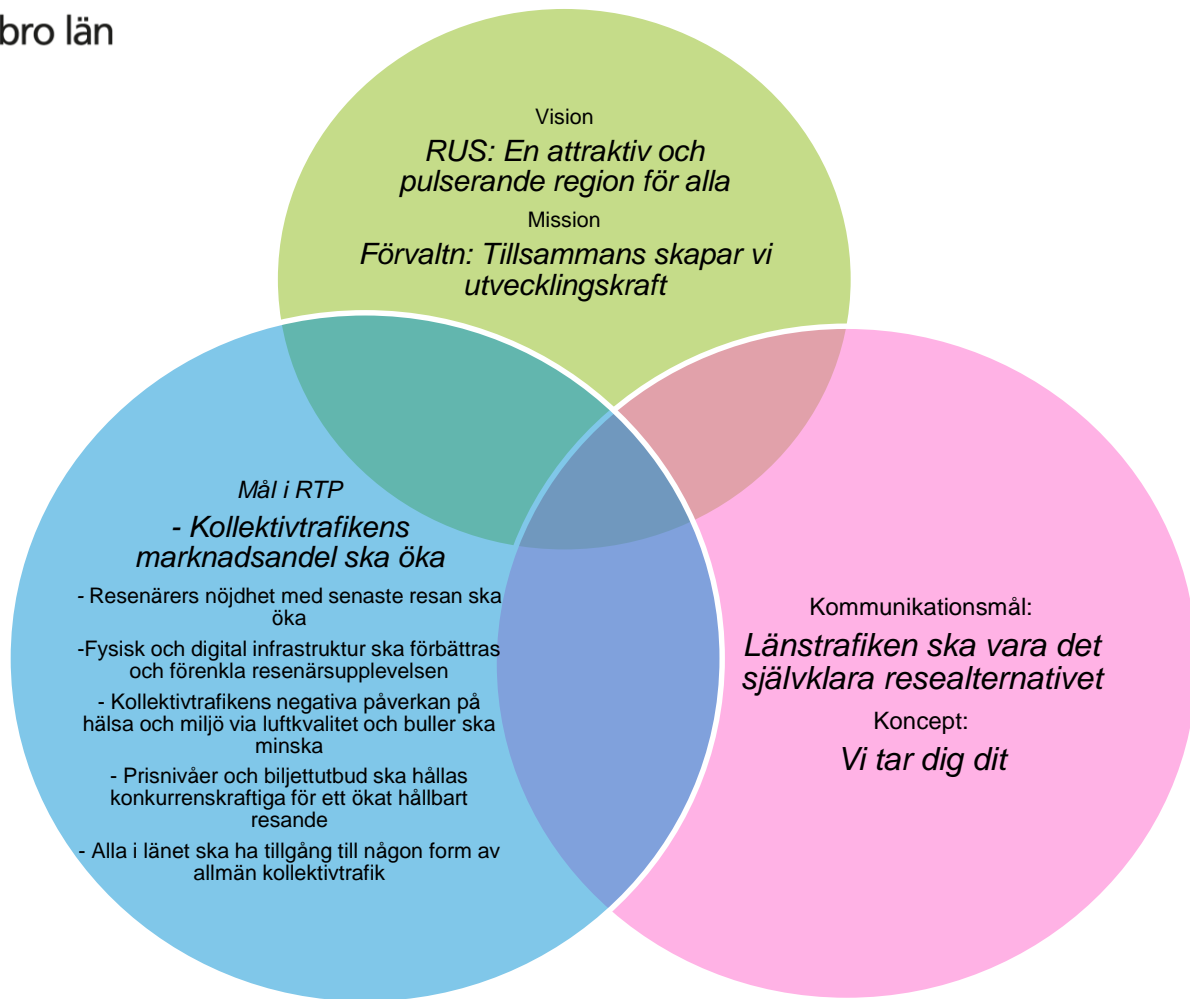 bro län
Vision
RUS: En attraktiv och
pulserande region för alla
Mission
Förvaltn: Tillsammans skapar vi
utvecklingskraft
Mål i RTP
- Kollektivtrafikens
marknadsandel ska öka
- Resenärers nöjdhet med senaste resan ska
öka
-Fysisk och digital infrastruktur ska förbättras
och förenkla resenärsupplevelsen
- Kollektivtrafikens negativa påverkan på
hälsa och miljö via luftkvalitet och buller ska
minska
- Prisnivåer och biljettutbud ska hållas
konkurrenskraftiga för ett ökat hållbart
resande
- Alla i länet ska ha tillgång till någon form av
allmän kollektivtrafik
Kommunikationsmål:
Länstrafiken ska vara det
självklara resealternativet
Koncept:
Vi tar dig dit